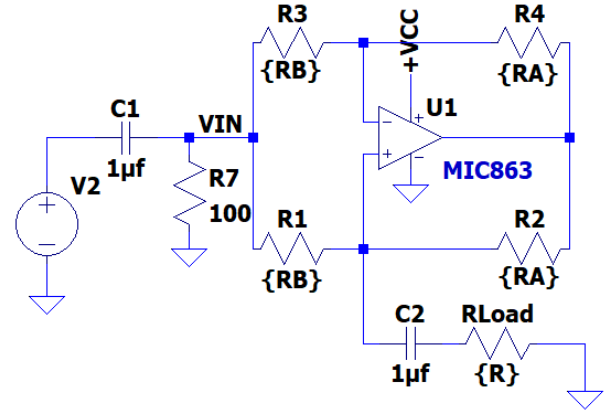 R3
{RB}
+VCC
R4
{RA}
C1
1µf
VIN
U1
−
+
+
−
MIC863
V2
+
−
R7
100
R1
{RB}
R2
{RA}
C2
1µf
RLoad
{R}